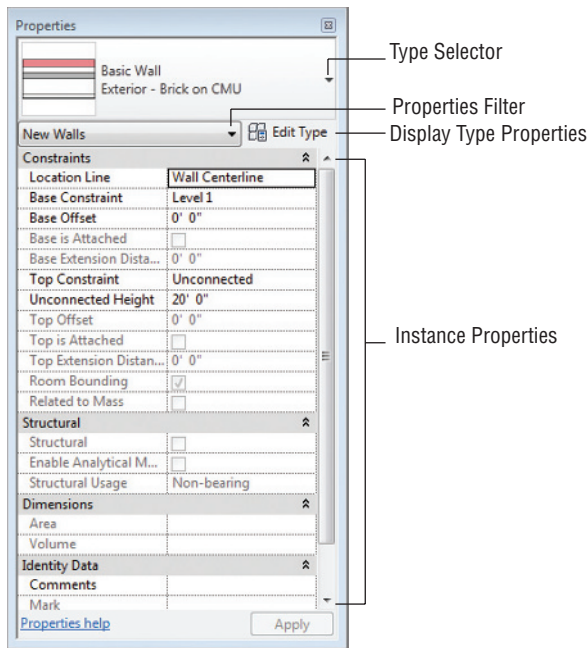 Properties
Basic Wall
Exterior - Brick on CMU
Type Selector
Properties Filter
New Walls
Edit Type
Display Type Properties
Constraints
Location Line Wall Centerline
Base Constraint Level 1
Base Offset 0' 0"
Base is Attached
Base Extension Dista... 0' 0"
Top Constraint Unconnected
Unconnected Height 20' 0"
Top Offset 0' 0"
Instance Properties
Top is Attached
Top Extension Distan... 0' 0"
Room Bounding
Related to Mass
Structural
Structural
Enable Analytical M...
Structural Usage Non-bearing
Dimensions
Area
Volume
Identity Data
Comments
Mark
Properties help
Apply